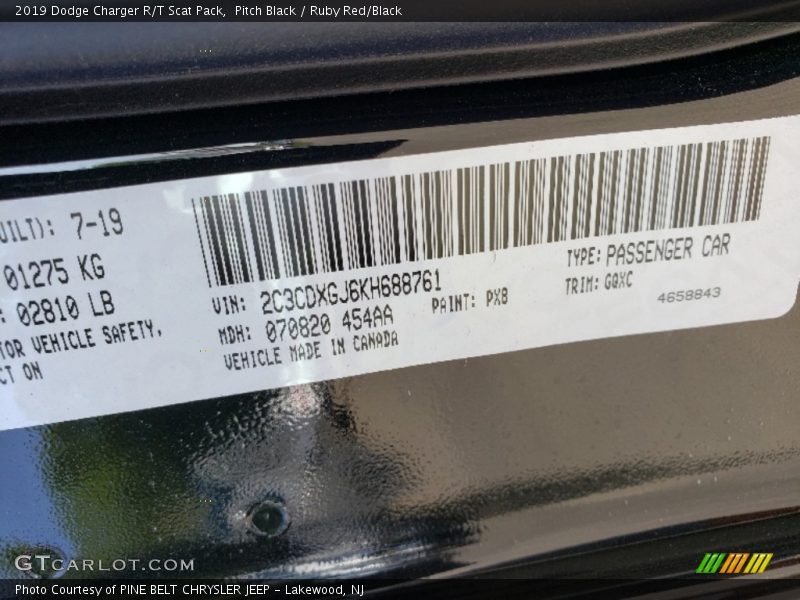 2019 Dodge Charger R/T Scat Pack, Pitch Black / Ruby Red/Black
UILT): 7-19
01275 KG
02810 LB
TOR VEHICLE SAFETY,
CT ON
VIN: 2C3CDXGJ6KH688761
MDH: 070820 454AA
PAINT: PX8
VEHICLE MADE IN CANADA
TYPE: PASSENGER CAR
TRIM: GQXC
4658843
GTCARLOT.COM
Photo Courtesy of PINE BELT CHRYSLER JEEP - Lakewood, NJ